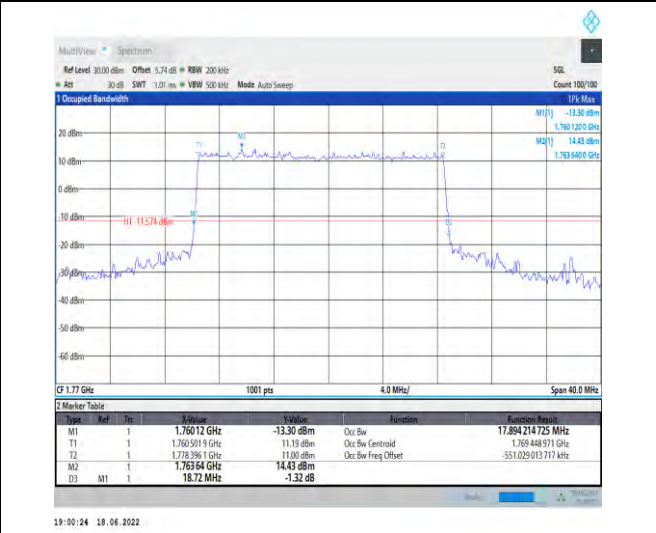 MultiView Spectrum
Ref Level 30.00 dBm Offset 5.74 dB RBW 200 kHz SGL
Att 30 dB SWT 1.01 ms VBW 500 kHz Mode Auto Sweep Count 100/100
1 Occupied Bandwidth 1Pk Max
M1[1] -13.30 dBm
1.760 120 0 GHz
20 dBm M2 M2[1] 14.43 dBm
T1 T2 1.763 640 0 GHz
10 dBm
0 dBm
-10 dBm
H1 -11.574 dBm
-20 dBm
-30 dBm
-40 dBm
-50 dBm
-60 dBm
CF 1.77 GHz 1001 pts 4.0 MHz/ Span 40.0 MHz
2 Marker Table
Type Ref Trc X-Value Y-Value Function Function Result
M1 1 1.76012 GHz -13.30 dBm Occ Bw 17.894 214 725 MHz
T1 1 1.760 501 9 GHz 11.19 dBm Occ Bw Centroid 1.769 448 971 GHz
T2 1 1.778 396 1 GHz 11.00 dBm Occ Bw Freq Offset -551.029 013 717 kHz
M2 1 1.763 64 GHz 14.43 dBm
D3 M1 1 18.72 MHz -1.32 dB
19:00:24 18.06.2022